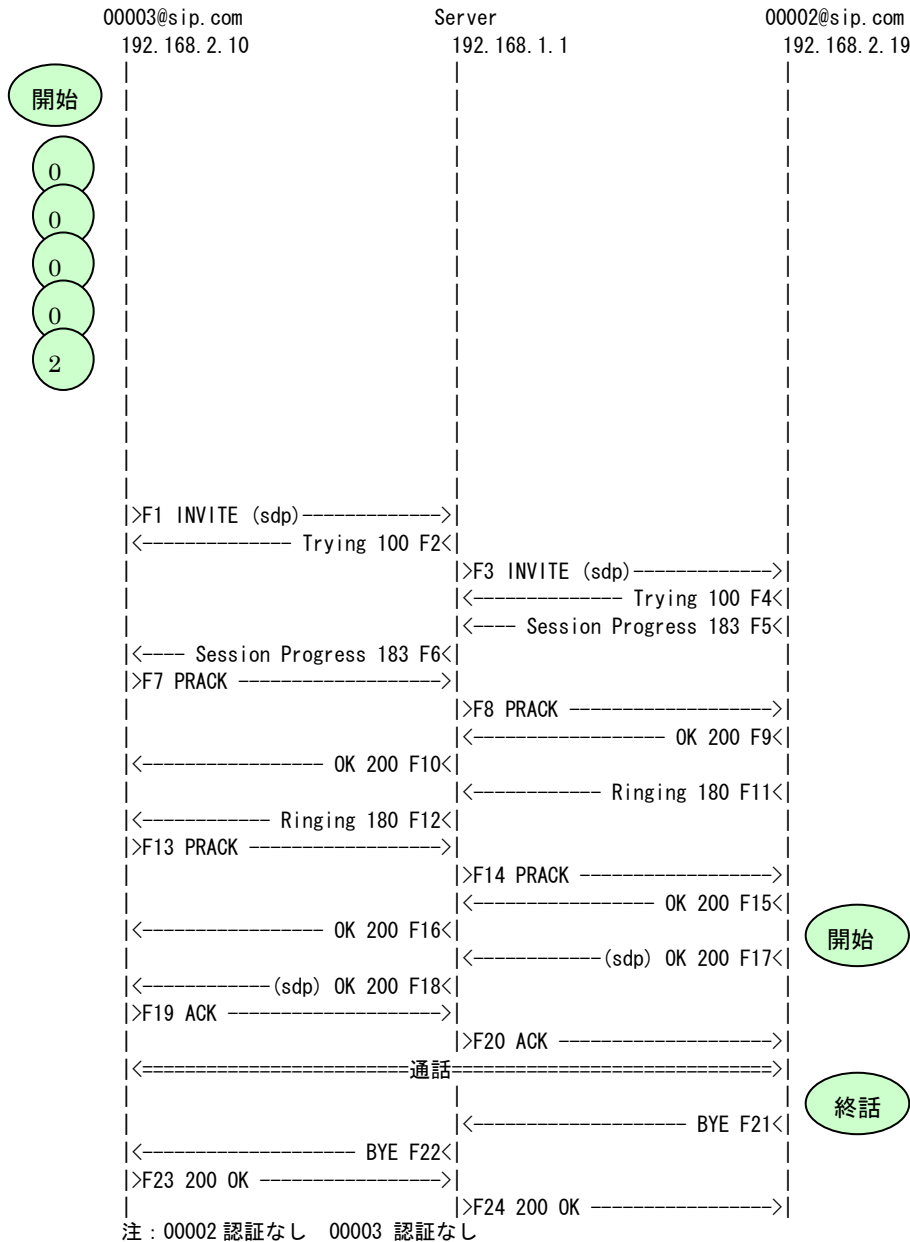 00003@sip.com Server 00002@sip.com
192.168.2.10 192.168.1.1 192.168.2.19
開始
0
0
0
0
2
|>F1 INVITE (sdp)------------->|
|<-------------- Trying 100 F2<|
|>F3 INVITE (sdp)------------->|
|<-------------- Trying 100 F4<|
|<---- Session Progress 183 F5<|
|<---- Session Progress 183 F6<|
|>F7 PRACK ------------------->|
|>F8 PRACK ------------------->|
|<------------------ OK 200 F9<|
|<----------------- OK 200 F10<|
|<------------ Ringing 180 F11<|
|<------------ Ringing 180 F12<|
|>F13 PRACK ------------------>|
|>F14 PRACK ------------------>|
|<----------------- OK 200 F15<|
|<----------------- OK 200 F16<|
開始
|<------------(sdp) OK 200 F17<|
|<------------(sdp) OK 200 F18<|
|>F19 ACK -------------------->|
|>F20 ACK -------------------->|
|<=========================通話===========================>|
終話
|<-------------------- BYE F21<|
|<-------------------- BYE F22<|
|>F23 200 OK ----------------->|
|>F24 200 OK ----------------->|
注：00002 認証なし 00003 認証なし